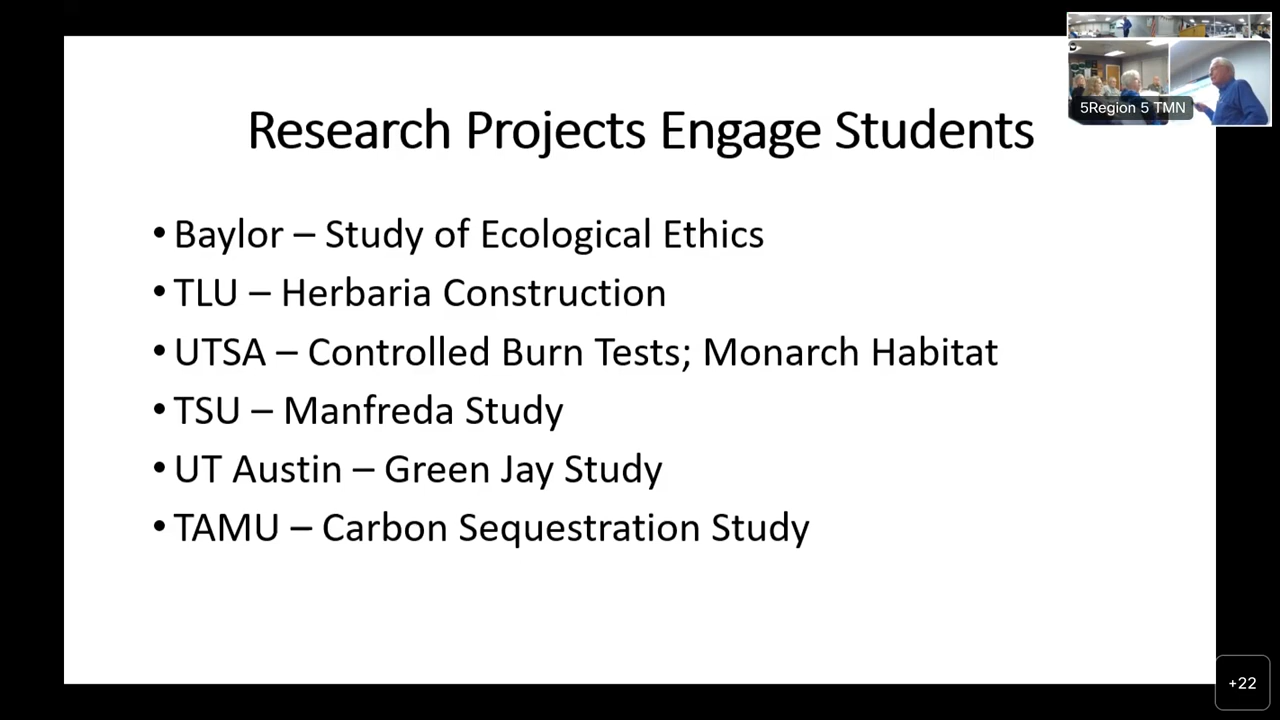 5Region 5 TMN
Research Projects Engage Students
• Baylor – Study of Ecological Ethics
• TLU – Herbaria Construction
• UTSA – Controlled Burn Tests; Monarch Habitat
• TSU – Manfreda Study
• UT Austin – Green Jay Study
• TAMU – Carbon Sequestration Study
+22